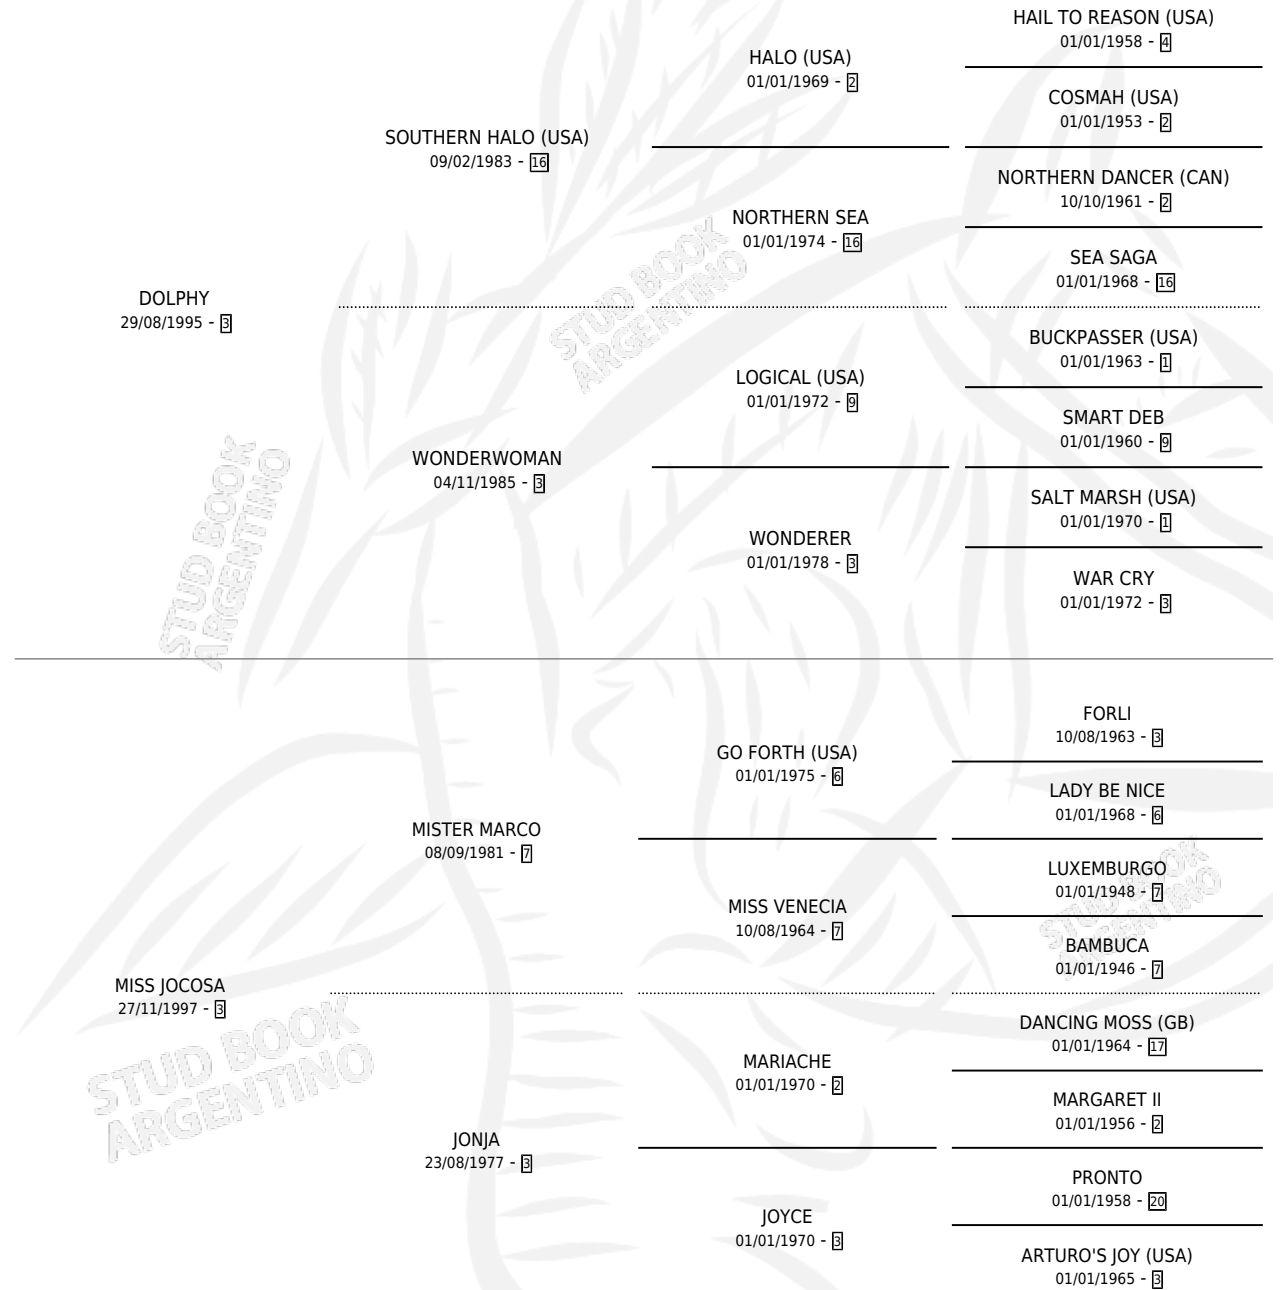 HAIL TO REASON (USA)
01/01/1958 - 4
HALO (USA)
01/01/1969 - 2
COSMAH (USA)
01/01/1953 - 2
SOUTHERN HALO (USA)
09/02/1983 - 16
NORTHERN DANCER (CAN)
10/10/1961 - 2
NORTHERN SEA
01/01/1974 - 16
SEA SAGA
01/01/1968 - 16
DOLPHY
29/08/1995 - 3
STUD BOOK
ARGENTINO
BUCKPASSER (USA)
01/01/1963 - 1
LOGICAL (USA)
01/01/1972 - 9
SMART DEB
01/01/1960 - 9
WONDERWOMAN
04/11/1985 - 3
SALT MARSH (USA)
01/01/1970 - 1
WONDERER
01/01/1978 - 3
WAR CRY
01/01/1972 - 3
STUD BOOK
ARGENTINO
FORLI
10/08/1963 - 3
GO FORTH (USA)
01/01/1975 - 6
LADY BE NICE
01/01/1968 - 6
MISTER MARCO
08/09/1981 - 7
LUXEMBURGO
01/01/1948 - 7
MISS VENECIA
10/08/1964 - 7
BAMBUCA
01/01/1946 - 7
STUD BOOK
ARGENTINO
MISS JOCOSA
27/11/1997 - 3
STUD BOOK
ARGENTINO
DANCING MOSS (GB)
01/01/1964 - 17
MARIACHE
01/01/1970 - 2
MARGARET II
01/01/1956 - 2
JONJA
23/08/1977 - 3
PRONTO
01/01/1958 - 20
JOYCE
01/01/1970 - 3
ARTURO'S JOY (USA)
01/01/1965 - 3